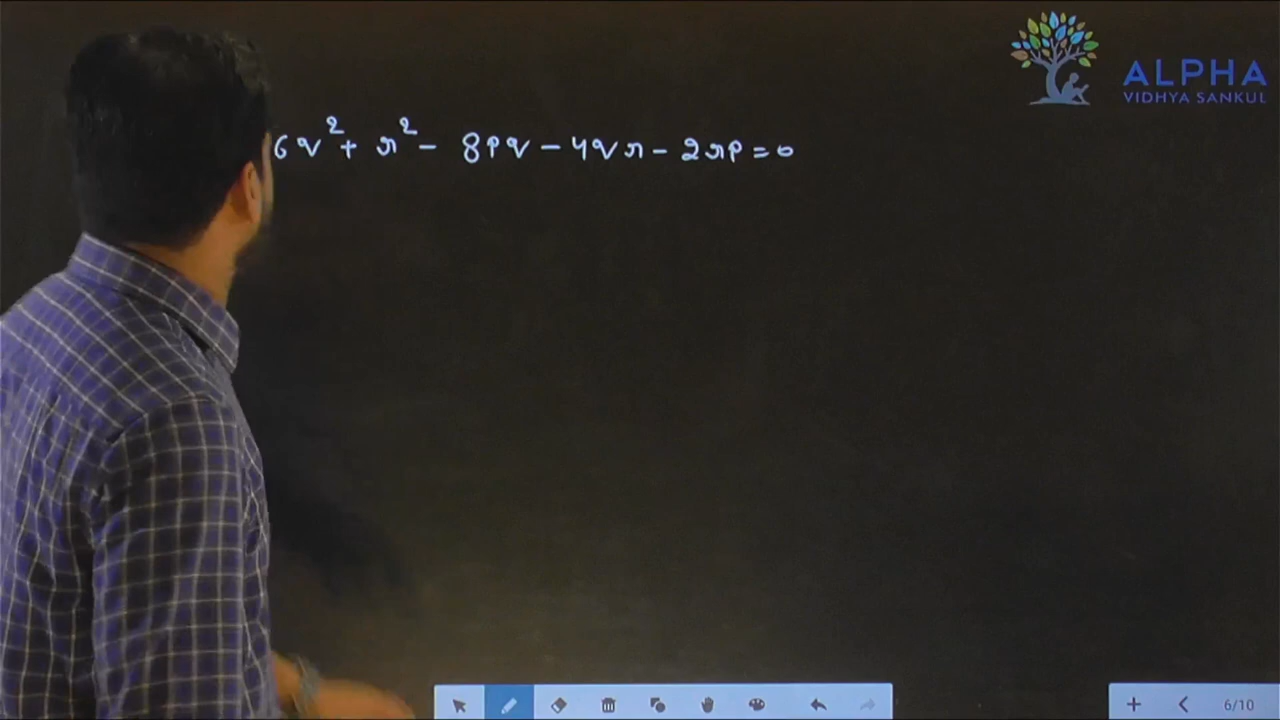 6q² + r² - 8pq - 4qr - 2rp = 0
ALPHA
VIDHYA SANKUL
6/10